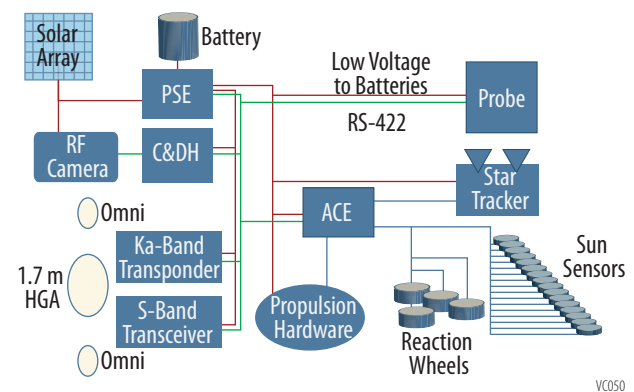 Solar
Array
Battery
PSE
Low Voltage
to Batteries
RS-422
Probe
RF
Camera
C&DH
Star
Tracker
Omni
ACE
Ka-Band
Transponder
1.7 m
HGA
Sun
Sensors
S-Band
Transceiver
Propulsion
Hardware
Reaction
Wheels
Omni
VC050